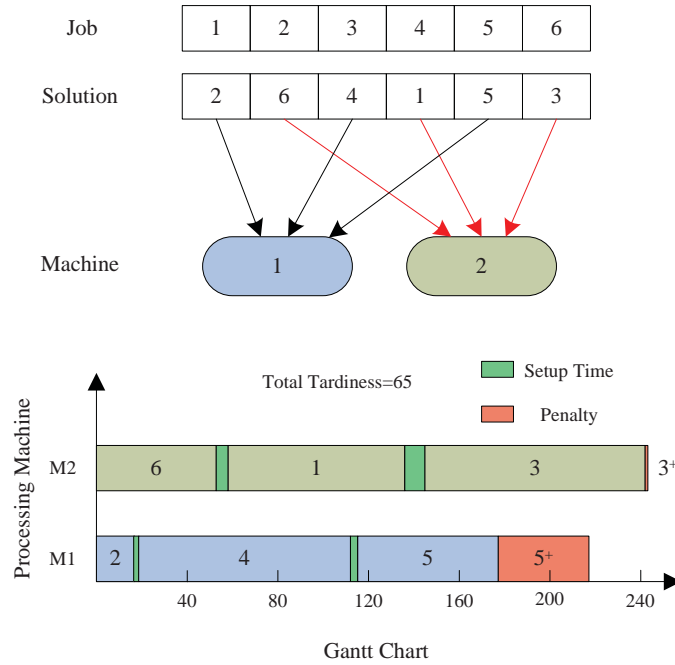 Job 1 2 3 4 5 6
Solution 2 6 4 1 5 3
Machine 1 2
Total Tardiness=65
Setup Time
Penalty
Processing Machine
M2 6 1 3 3+
M1 2 4 5 5+
40 80 120 160 200 240
Gantt Chart